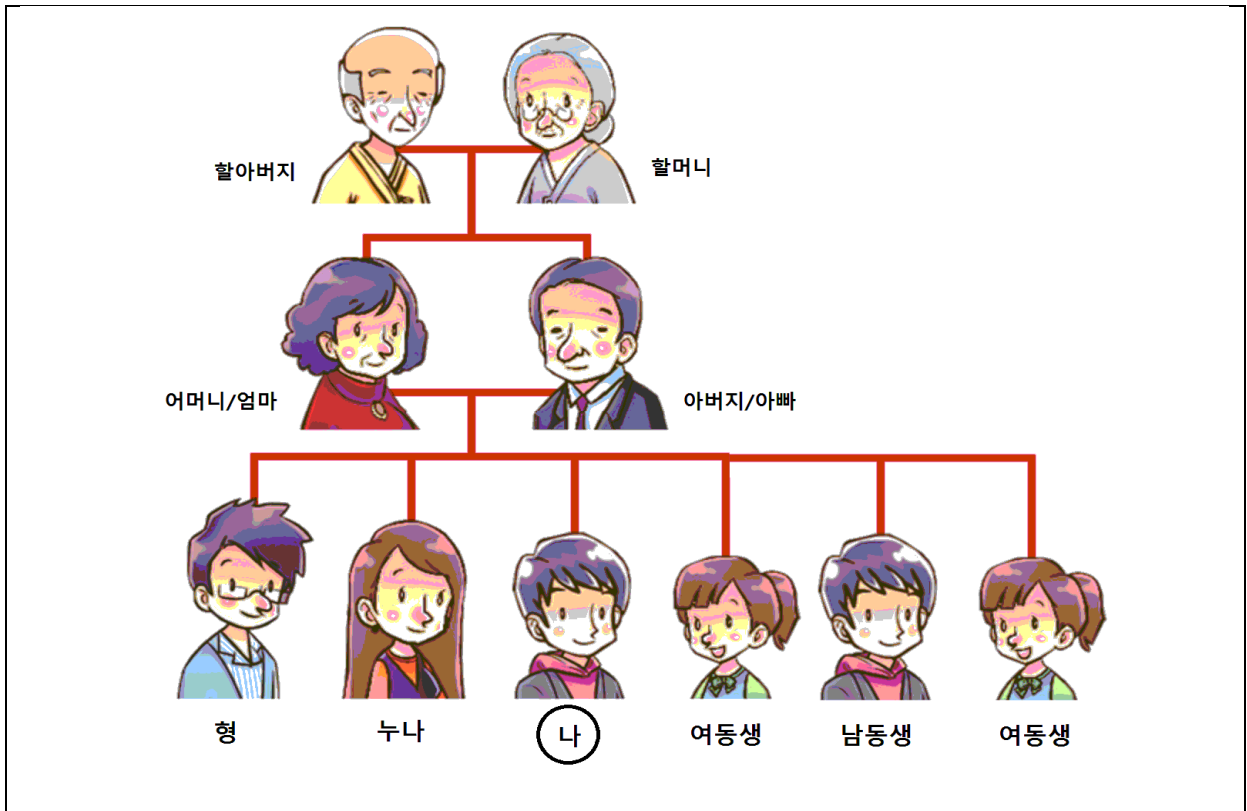 할아버지
할머니
어머니/엄마
아버지/아빠
형
누나
나
여동생
남동생
여동생